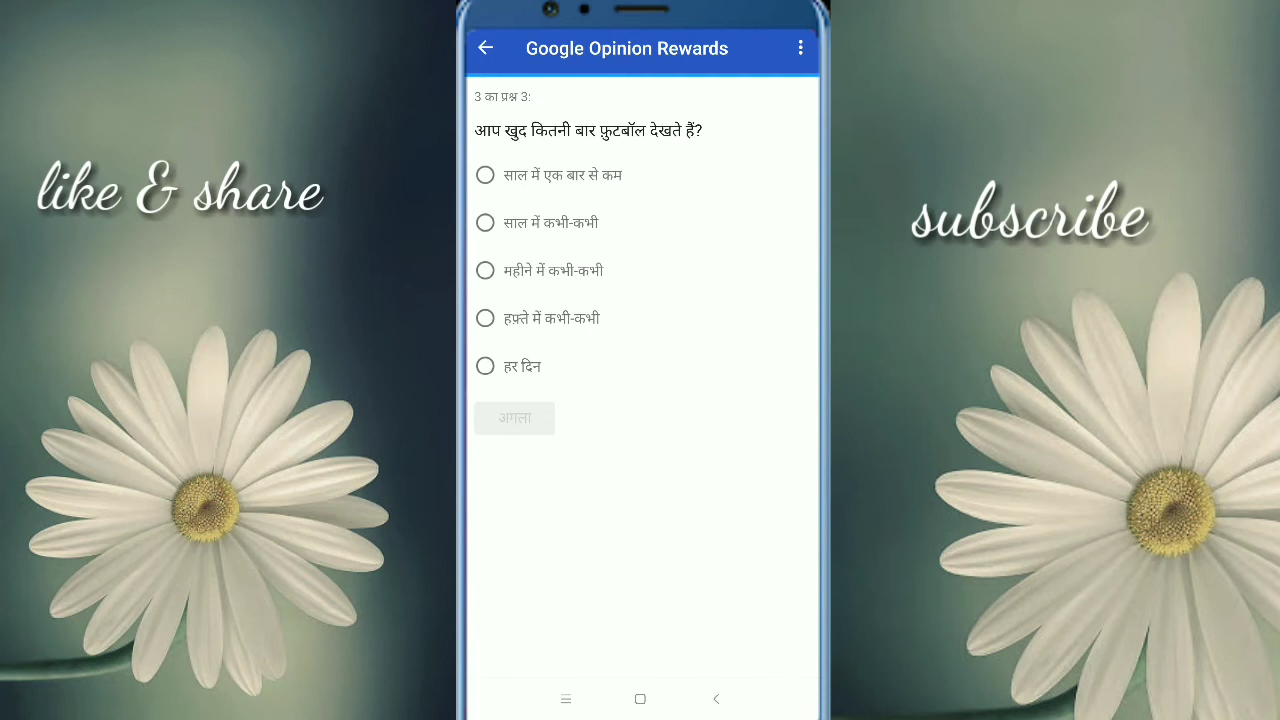 like & share
Google Opinion Rewards
3 का प्रश्न 3:
आप खुद कितनी बार फ़ुटबॉल देखते हैं?
साल में एक बार से कम
साल में कभी-कभी
महीने में कभी-कभी
हफ़्ते में कभी-कभी
हर दिन
अगला
subscribe